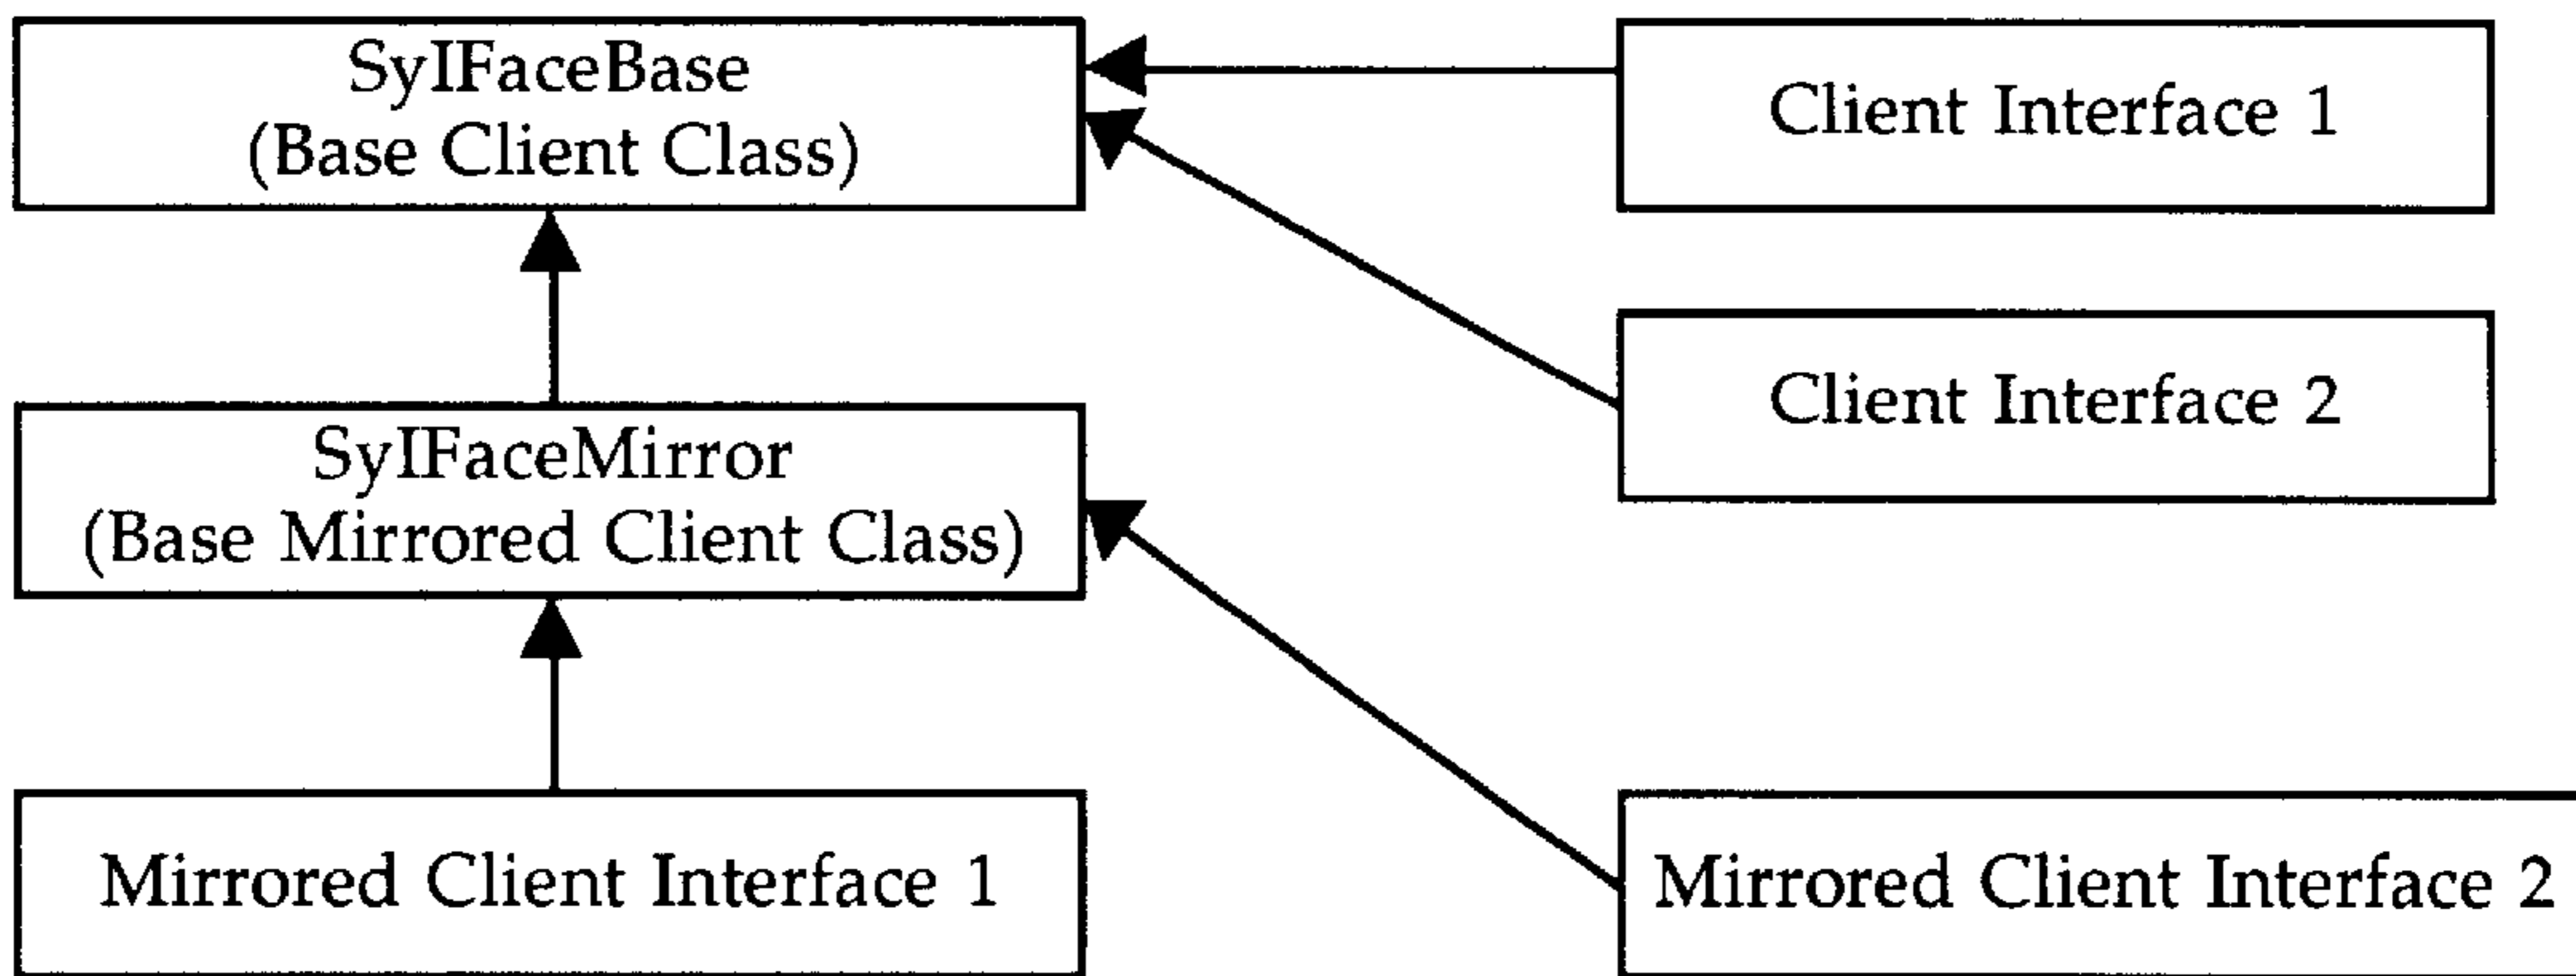 SyIFaceBase
(Base Client Class)
Client Interface 1
Client Interface 2
SyIFaceMirror
(Base Mirrored Client Class)
Mirrored Client Interface 1
Mirrored Client Interface 2